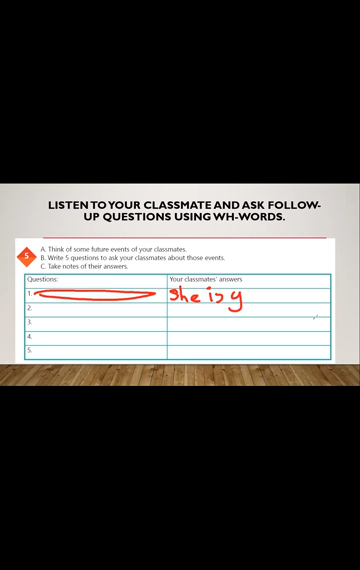 LISTEN TO YOUR CLASSMATE AND ASK FOLLOW-
UP QUESTIONS USING WH-WORDS.
5
A. Think of some future events of your classmates.
B. Write 5 questions to ask your classmates about those events.
C. Take notes of their answers.
Questions: Your classmates' answers
1. She is g
2.
3.
4.
5.